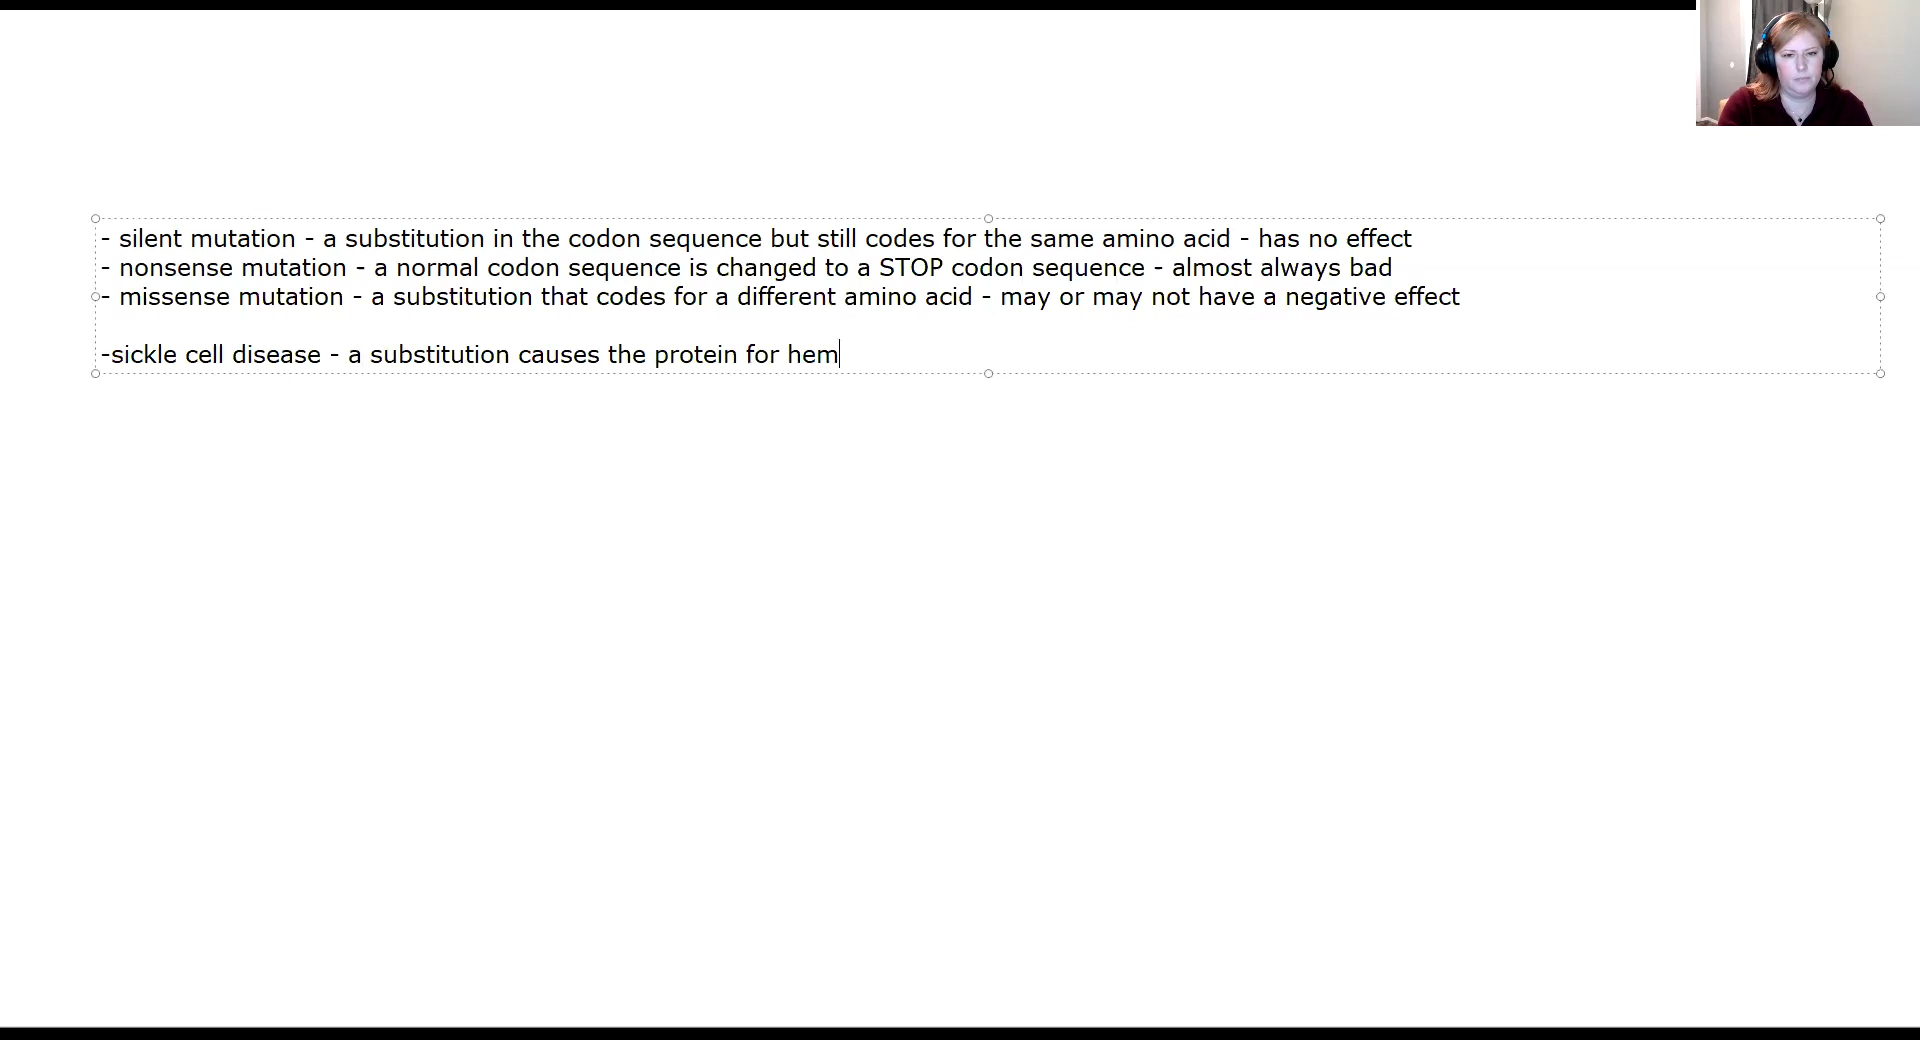 - silent mutation - a substitution in the codon sequence but still codes for the same amino acid - has no effect
- nonsense mutation - a normal codon sequence is changed to a STOP codon sequence - almost always bad
- missense mutation - a substitution that codes for a different amino acid - may or may not have a negative effect
-sickle cell disease - a substitution causes the protein for hem